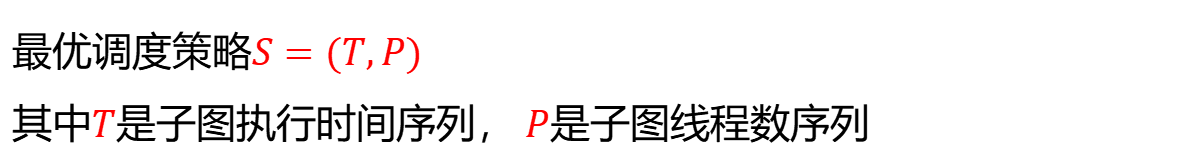 最优调度策略S = (T, P)
其中T是子图执行时间序列， P是子图线程数序列